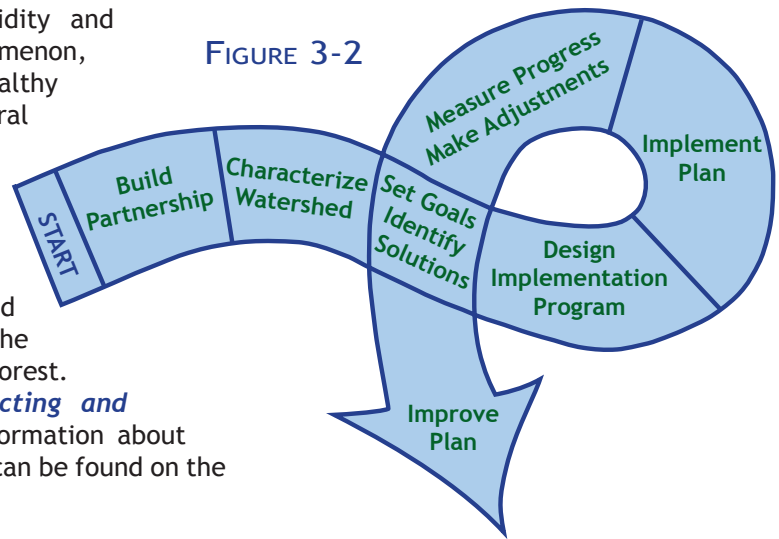 idity and
menon,
althy
ral
d
he
orest.
cting and
ormation about
can be found on the
FIGURE 3-2
START
Build
Partnership
Characterize
Watershed
Set Goals
Identify
Solutions
Design
Implementation
Program
Implement
Plan
Measure Progress
Make Adjustments
Improve
Plan